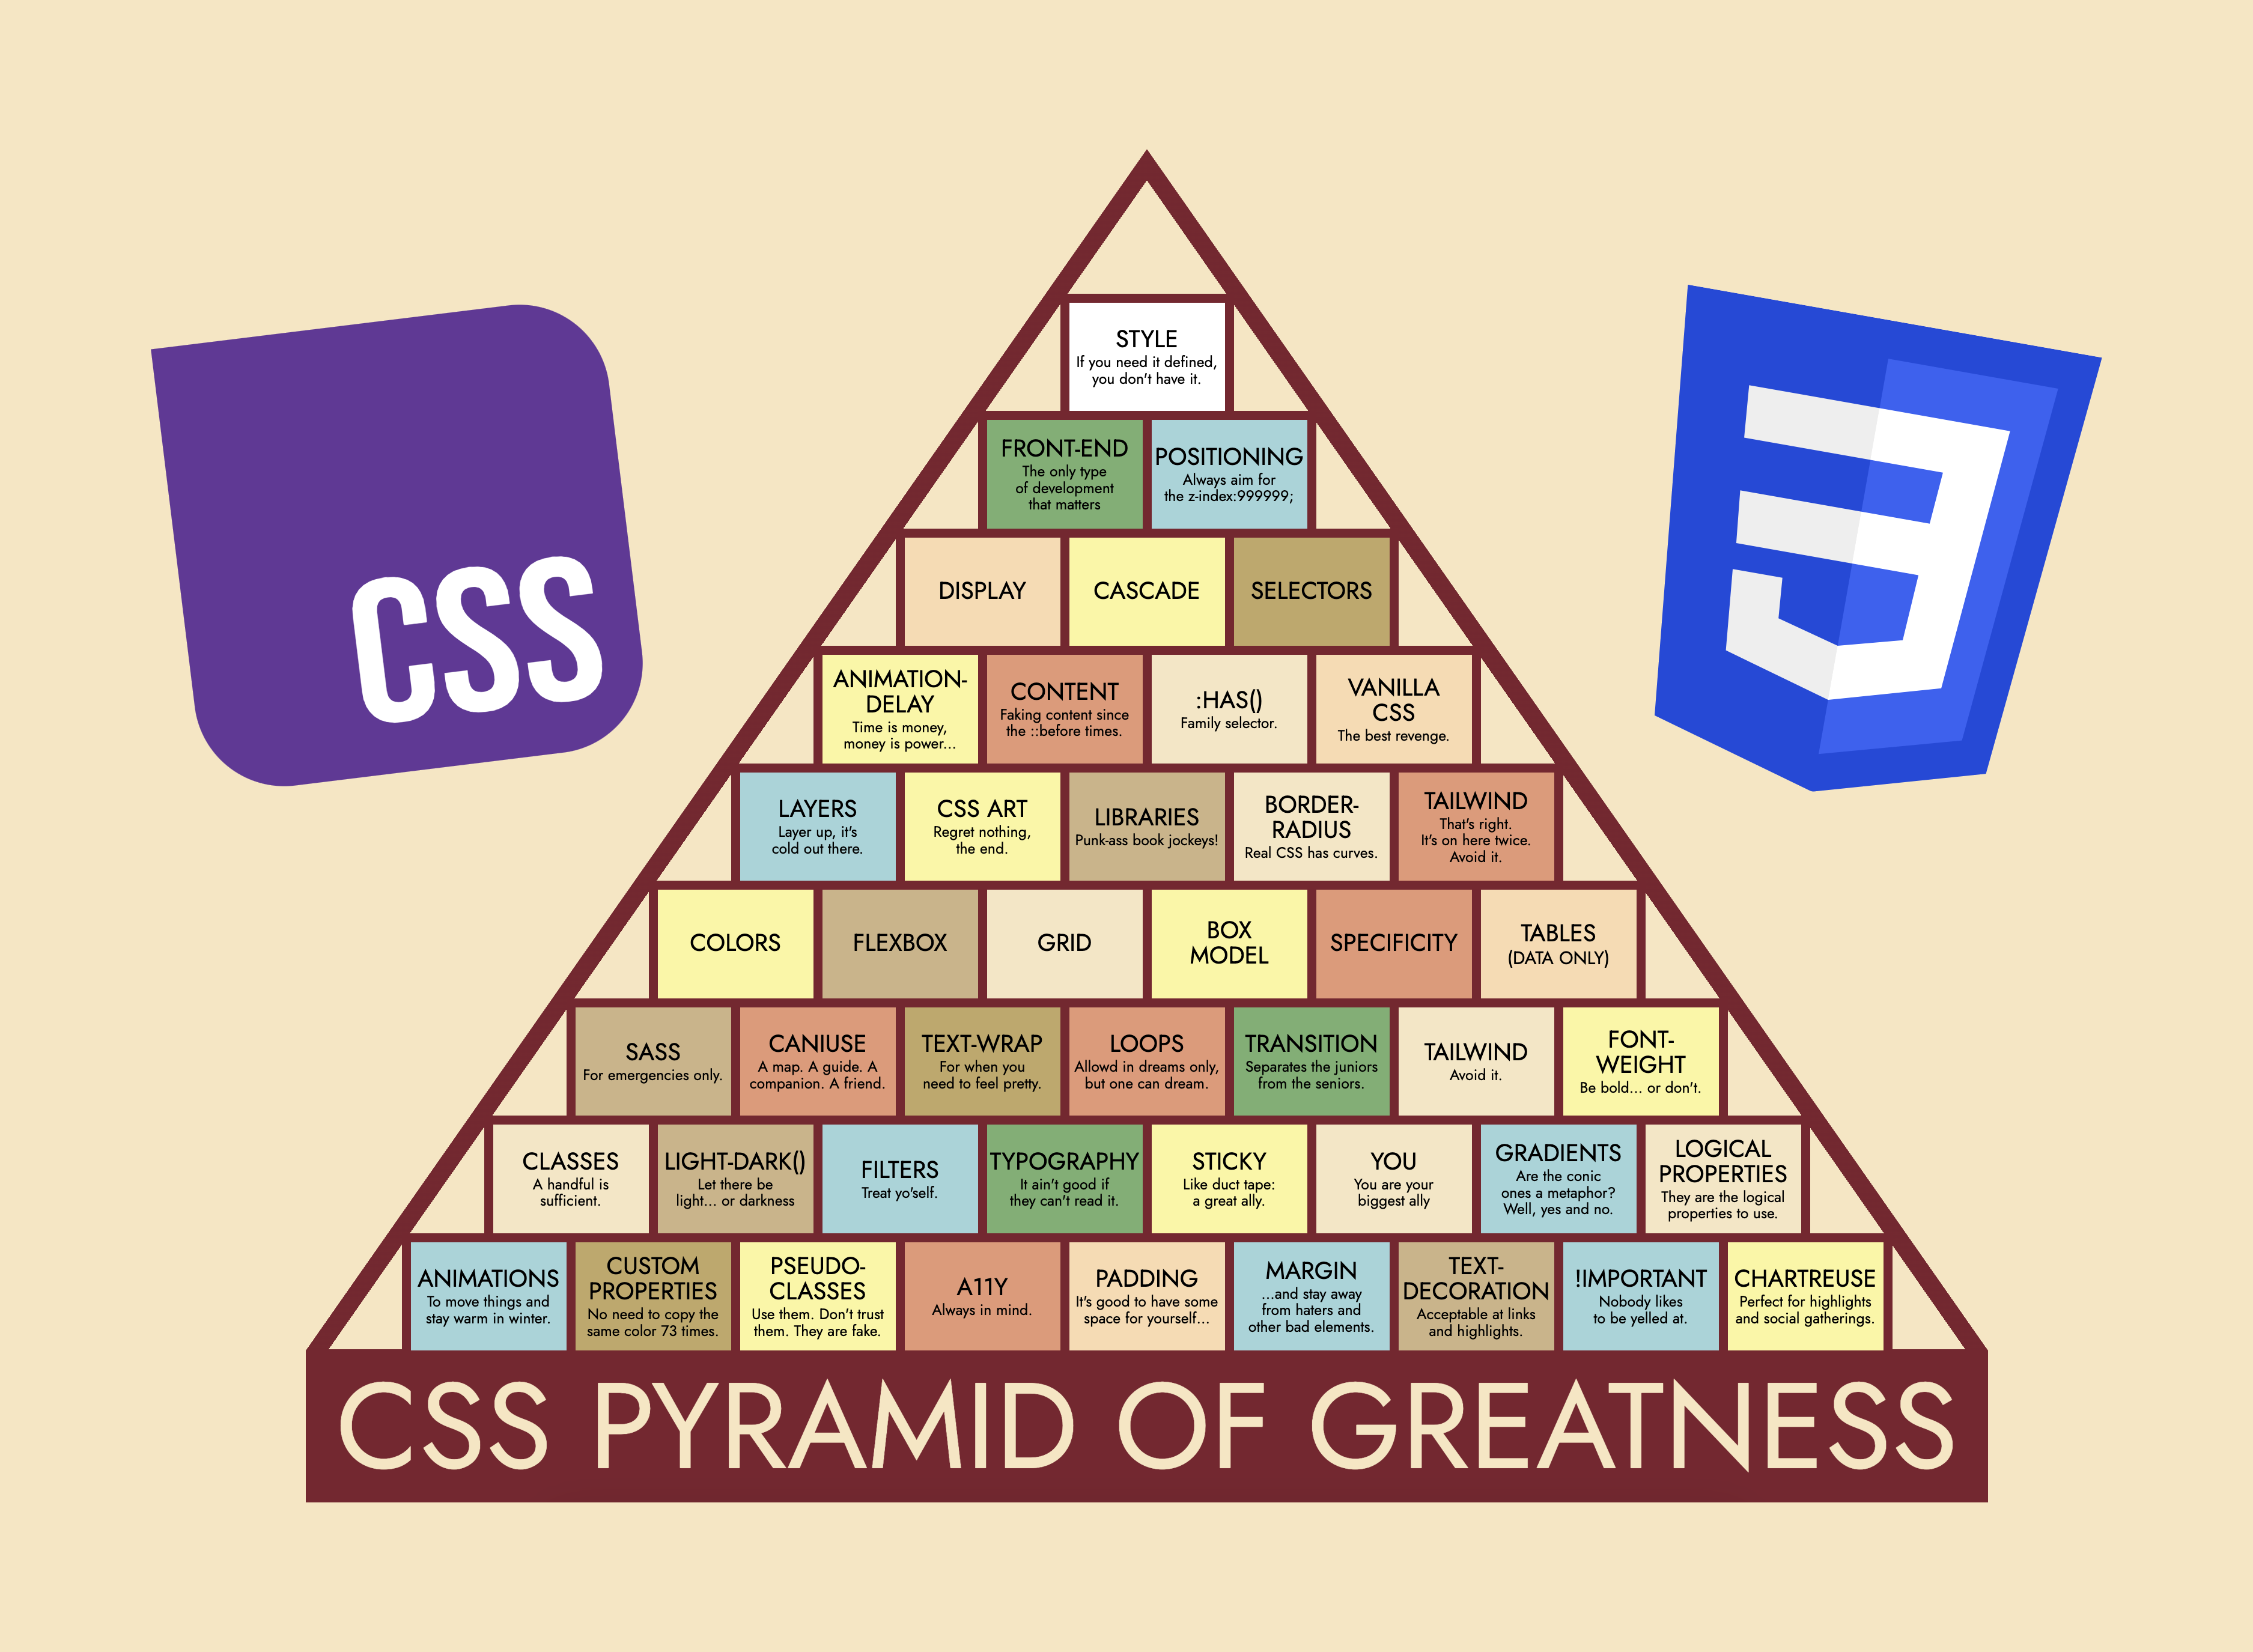 STYLE
If you need it defined,
you don't have it.
FRONT-END
The only type
of development
that matters
POSITIONING
Always aim for
the z-index:999999;
DISPLAY
CASCADE
SELECTORS
ANIMATION-
DELAY
Time is money,
money is power...
CONTENT
Faking content since
the ::before times.
:HAS()
Family selector.
VANILLA
CSS
The best revenge.
LAYERS
Layer up, it's
cold out there.
CSS ART
Regret nothing,
the end.
LIBRARIES
Punk-ass book jockeys!
BORDER-
RADIUS
Real CSS has curves.
TAILWIND
That's right.
It's on here twice.
Avoid it.
COLORS
FLEXBOX
GRID
BOX
MODEL
SPECIFICITY
TABLES
(DATA ONLY)
SASS
For emergencies only.
CANIUSE
A map. A guide. A
companion. A friend.
TEXT-WRAP
For when you
need to feel pretty.
LOOPS
Allowd in dreams only,
but one can dream.
TRANSITION
Separates the juniors
from the seniors.
TAILWIND
Avoid it.
FONT-
WEIGHT
Be bold... or don't.
CLASSES
A handful is
sufficient.
LIGHT-DARK()
Let there be
light... or darkness
FILTERS
Treat yo'self.
TYPOGRAPHY
It ain't good if
they can't read it.
STICKY
Like duct tape:
a great ally.
YOU
You are your
biggest ally
GRADIENTS
Are the conic
ones a metaphor?
Well, yes and no.
LOGICAL
PROPERTIES
They are the logical
properties to use.
ANIMATIONS
To move things and
stay warm in winter.
CUSTOM
PROPERTIES
No need to copy the
same color 73 times.
PSEUDO-
CLASSES
Use them. Don't trust
them. They are fake.
A11Y
Always in mind.
PADDING
It's good to have some
space for yourself...
MARGIN
...and stay away
from haters and
other bad elements.
TEXT-
DECORATION
Acceptable at links
and highlights.
!IMPORTANT
Nobody likes
to be yelled at.
CHARTREUSE
Perfect for highlights
and social gatherings.
CSS PYRAMID OF GREATNESS
CSS
3